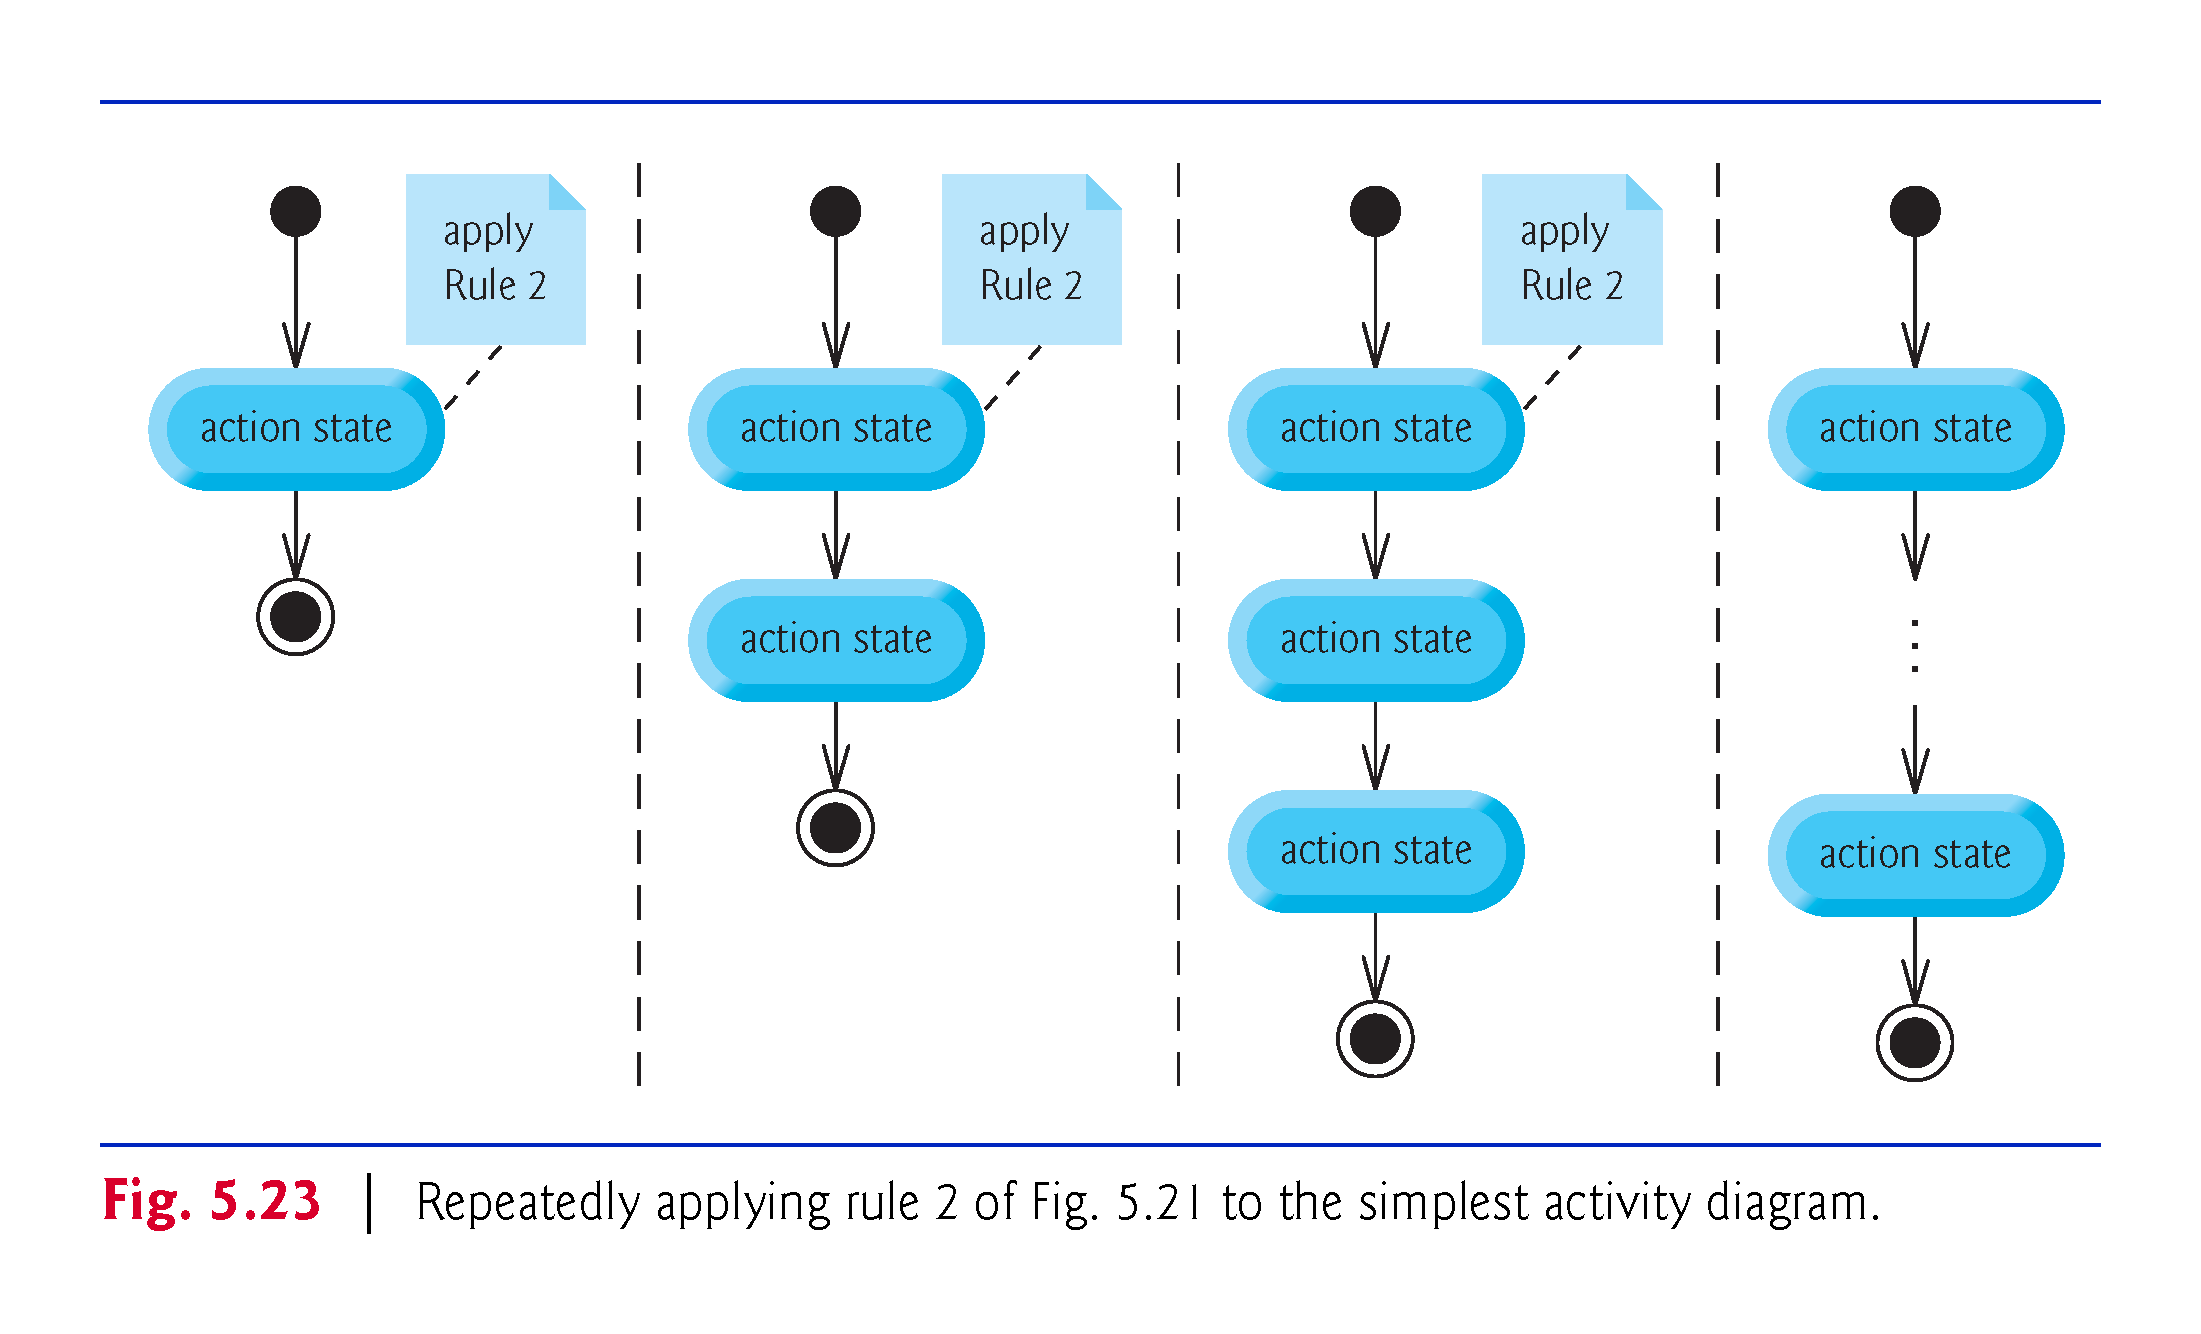 apply
Rule 2
action state
apply
Rule 2
action state
action state
apply
Rule 2
action state
action state
action state
action state
action state
Fig. 5.23 | Repeatedly applying rule 2 of Fig. 5.21 to the simplest activity diagram.